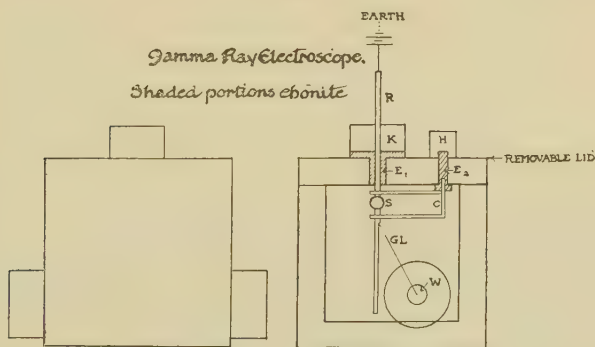 EARTH
Gamma Ray Electroscope.
Shaded portions ebonite
R
K
H
REMOVABLE LID
E1
E2
S
C
GL
W